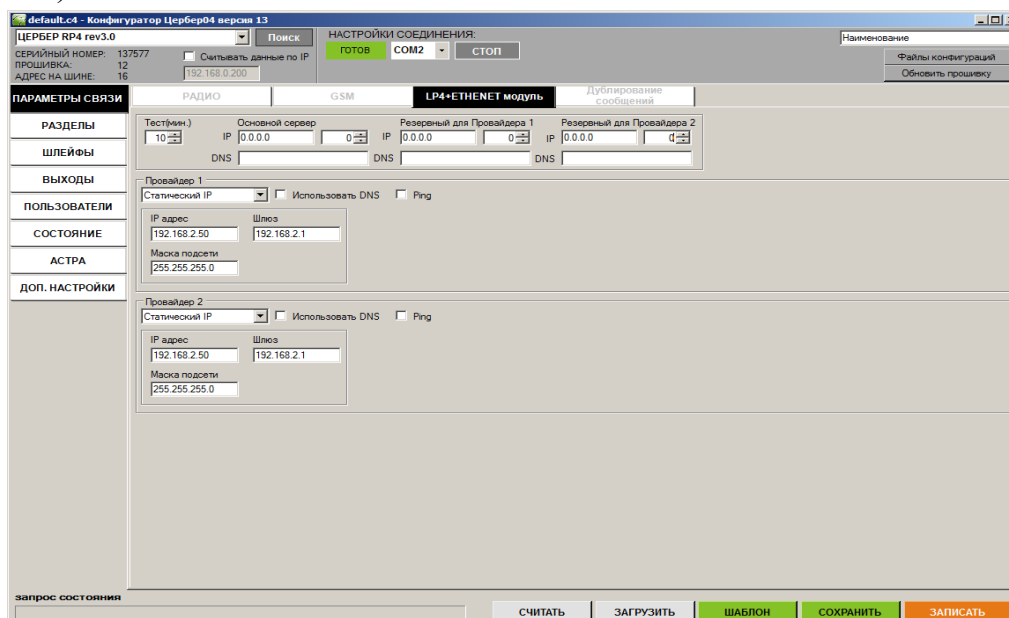 default.c4 - Конфигуратор Цербер04 версия 13
ЦЕРБЕР RP4 rev3.0 Поиск НАСТРОЙКИ СОЕДИНЕНИЯ: Наименование
СЕРИЙНЫЙ НОМЕР: 137577 Считывать данные по IP ГОТОВ COM2 СТОП Файлы конфигураций
ПРОШИВКА: 12
АДРЕС НА ШИНЕ: 16 192.168.0.200 Обновить прошивку
ПАРАМЕТРЫ СВЯЗИ РАДИО GSM LP4+ETHENET модуль Дублирование сообщений
РАЗДЕЛЫ
ШЛЕЙФЫ
ВЫХОДЫ
ПОЛЬЗОВАТЕЛИ
СОСТОЯНИЕ
АСТРА
ДОП. НАСТРОЙКИ
Тест(мин.) Основной сервер Резервный для Провайдера 1 Резервный для Провайдера 2
10 IP 0.0.0.0 0 IP 0.0.0.0 0 IP 0.0.0.0 0
DNS DNS DNS
Провайдер 1
Статический IP Использовать DNS Ping
IP адрес Шлюз
192.168.2.50 192.168.2.1
Маска подсети
255.255.255.0
Провайдер 2
Статический IP Использовать DNS Ping
IP адрес Шлюз
192.168.2.50 192.168.2.1
Маска подсети
255.255.255.0
запрос состояния
СЧИТАТЬ ЗАГРУЗИТЬ ШАБЛОН СОХРАНИТЬ ЗАПИСАТЬ